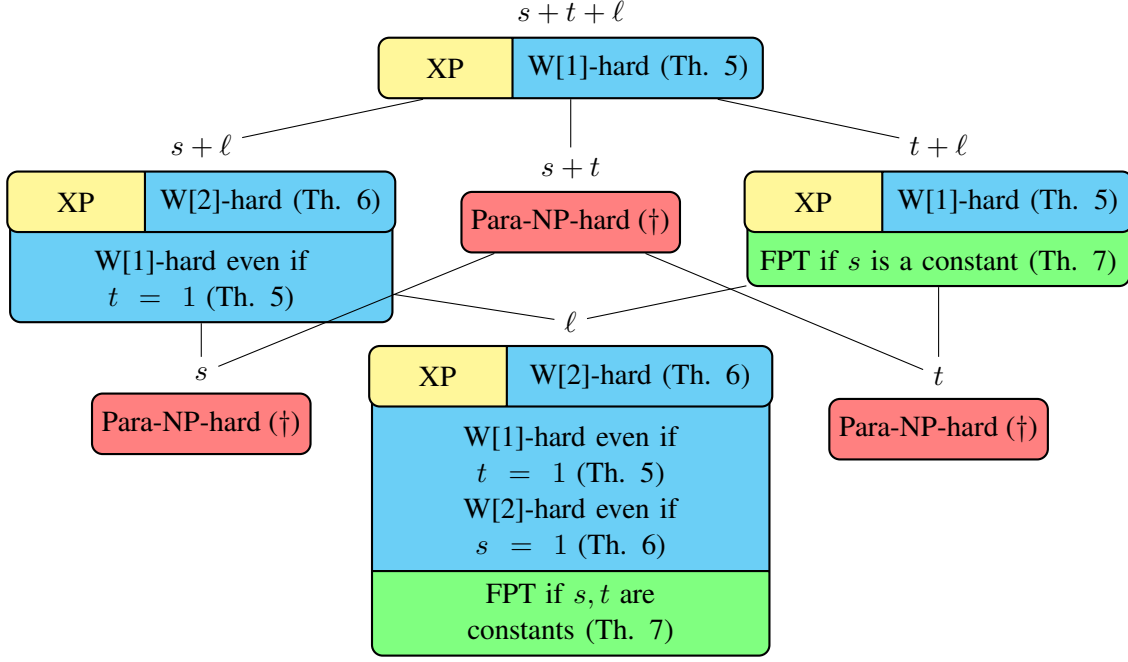 s + t + ℓ
XP W[1]-hard (Th. 5)
s + ℓ
XP W[2]-hard (Th. 6)
W[1]-hard even if
t = 1 (Th. 5)
s + t
Para-NP-hard (†)
t + ℓ
XP W[1]-hard (Th. 5)
FPT if s is a constant (Th. 7)
s
Para-NP-hard (†)
ℓ
XP W[2]-hard (Th. 6)
W[1]-hard even if
t = 1 (Th. 5)
W[2]-hard even if
s = 1 (Th. 6)
FPT if s, t are
constants (Th. 7)
t
Para-NP-hard (†)